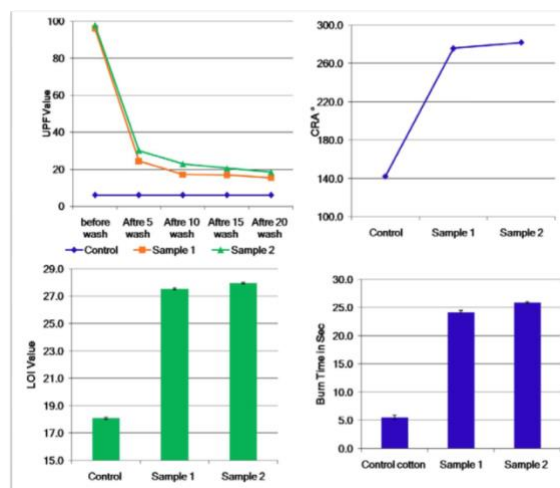 100
80
60
40
20
0
UPF Value
before wash
Aftre 5 wash
Aftre 10 wash
Aftre 15 wash
Aftre 20 wash
Control
Sample 1
Sample 2
300.0
260.0
220.0
180.0
140.0
100.0
CRA °
Control
Sample 1
Sample 2
29.0
27.0
25.0
23.0
21.0
19.0
17.0
15.0
LOI Value
Control
Sample 1
Sample 2
30.0
25.0
20.0
15.0
10.0
5.0
0.0
Burn Time in Sec
Control cotton
Sample 1
Sample 2